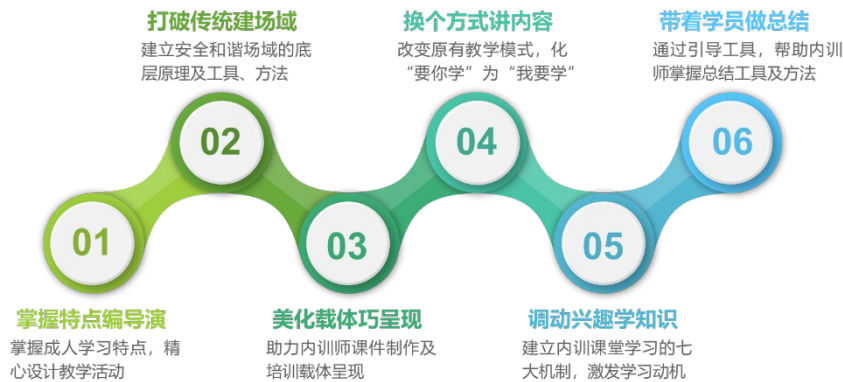 打破传统建场域
建立安全和谐场域的底
层原理及工具、方法
换个方式讲内容
改变原有教学模式，化
“要你学”为“我要学”
带着学员做总结
通过引导工具，帮助内训
师掌握总结工具及方法
02
04
06
01
03
05
掌握特点编导演
掌握成人学习特点，精
心设计教学活动
美化载体巧呈现
助力内训师课件制作及
培训载体呈现
调动兴趣学知识
建立内训课堂学习的七
大机制，激发学习动机